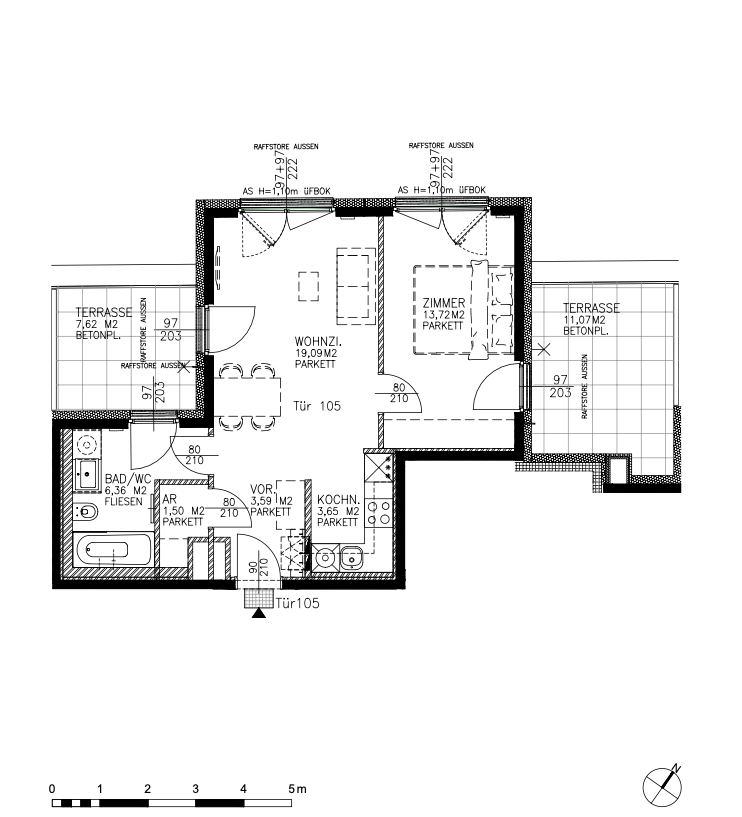 RAFFSTORE AUSSEN
97+97
222
AS H=1,10m üFBOK
RAFFSTORE AUSSEN
97+97
222
AS H=1,10m üFBOK
TERRASSE
7,62 M2
BETONPL.
RAFFSTORE AUSSEN
97
203
RAFFSTORE AUSSEN
97
203
WOHNZI.
19,09M2
PARKETT
ZIMMER
13,72M2
PARKETT
TERRASSE
11,07M2
BETONPL.
97
203
RAFFSTORE AUSSEN
80
210
Tür 105
80
210
BAD/WC
6,36 M2
FLIESEN
AR
1,50 M2
PARKETT
80
210
VOR.
3,59 M2
PARKETT
KOCHN.
3,65 M2
PARKETT
90
210
Tür105
0 1 2 3 4 5m
N